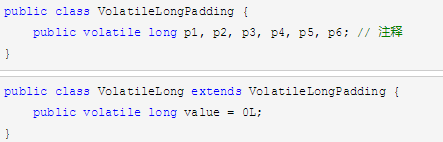 public class VolatileLongPadding {
public volatile long p1, p2, p3, p4, p5, p6; // 注释
}
public class VolatileLong extends VolatileLongPadding {
public volatile long value = 0L;
}